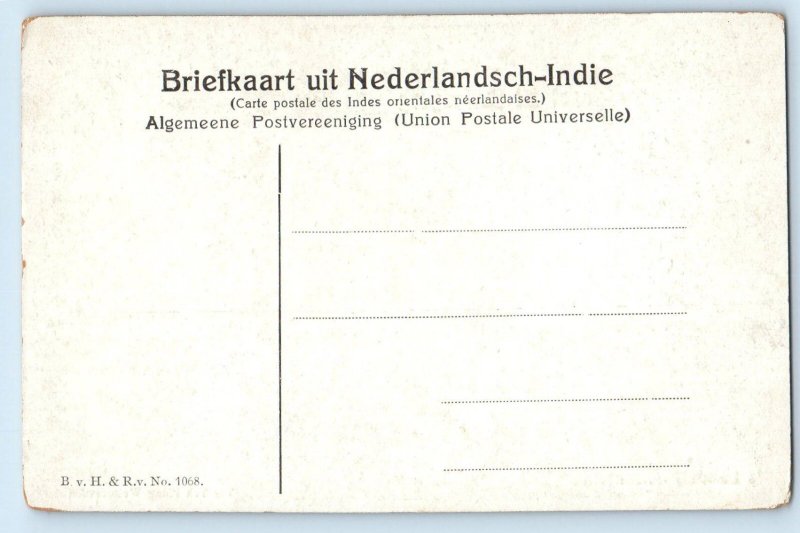 Briefkaart uit Nederlandsch-Indie
(Carte postale des Indes orientales néerlandaises.)
Algemeene Postvereeniging (Union Postale Universelle)
B v. H. & R.v. No. 1068.